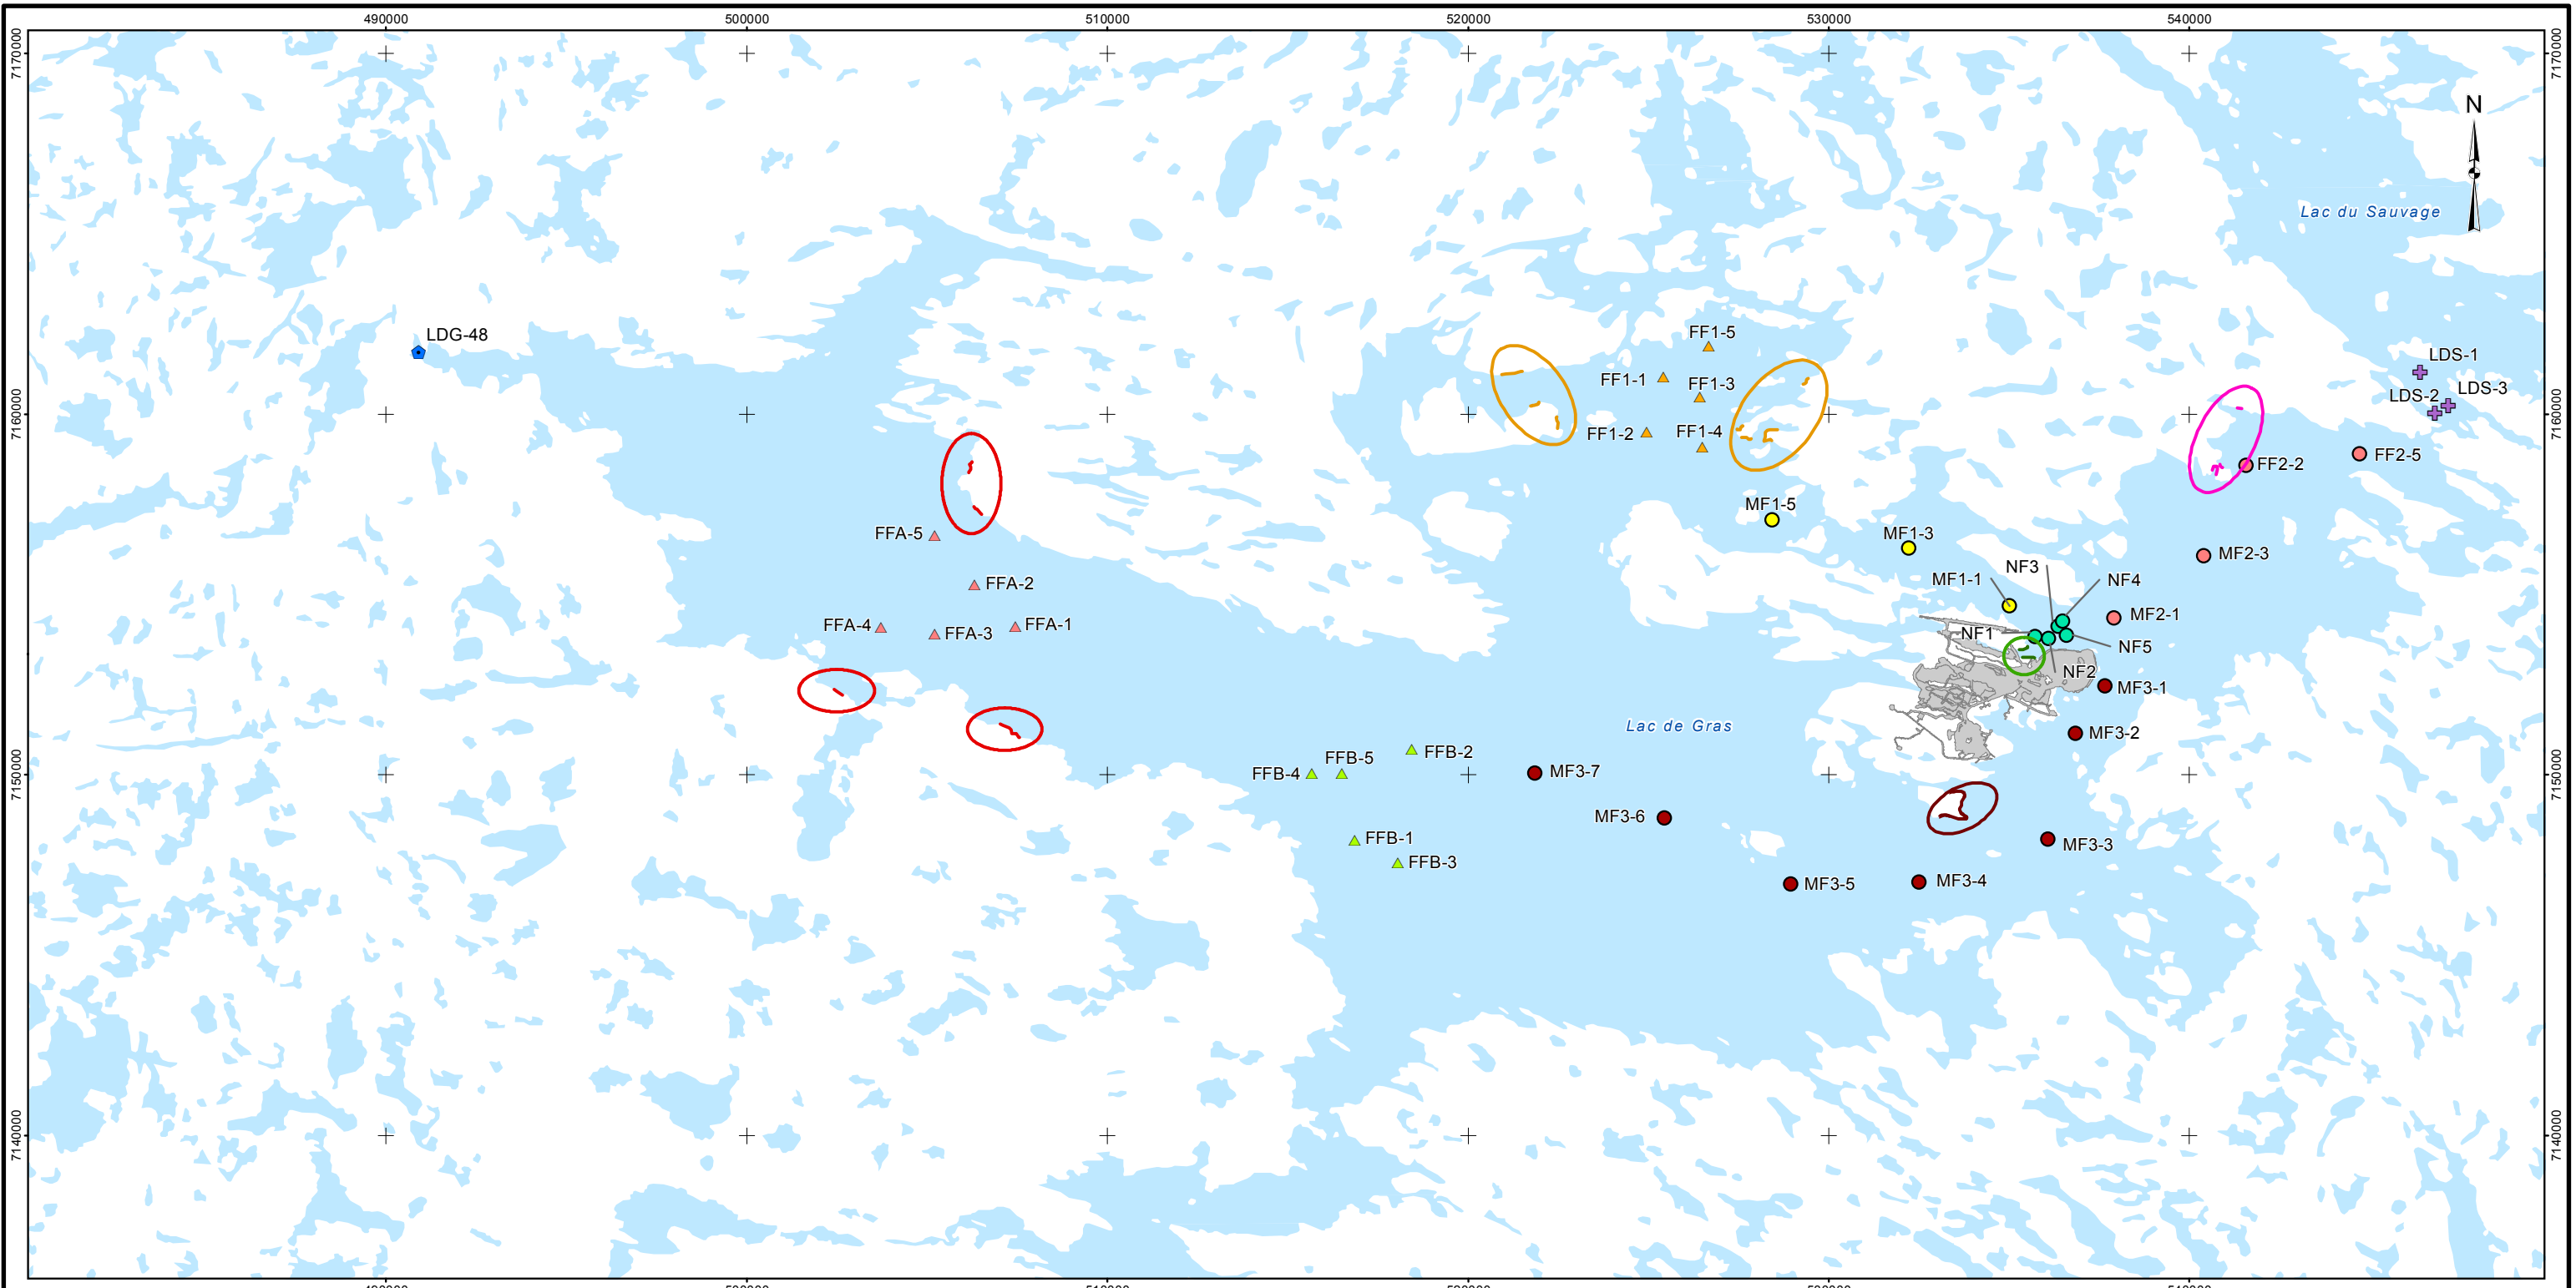 490000
500000
510000
520000
530000
540000
7170000
7170000
N
Lac du Sauvage
LDG-48
FF1-5
LDS-1
FF1-1
FF1-3
LDS-3
LDS-2
7160000
7160000
FF1-2
FF1-4
FF2-5
FF2-2
MF1-5
FFA-5
MF1-3
MF2-3
NF3
MF1-1
NF4
FFA-2
MF2-1
FFA-4
FFA-1
FFA-3
NF1
NF5
NF2
MF3-1
Lac de Gras
MF3-2
FFB-2
FFB-5
FFB-4
MF3-7
7150000
7150000
MF3-6
FFB-1
MF3-3
FFB-3
MF3-5
MF3-4
7140000
7140000